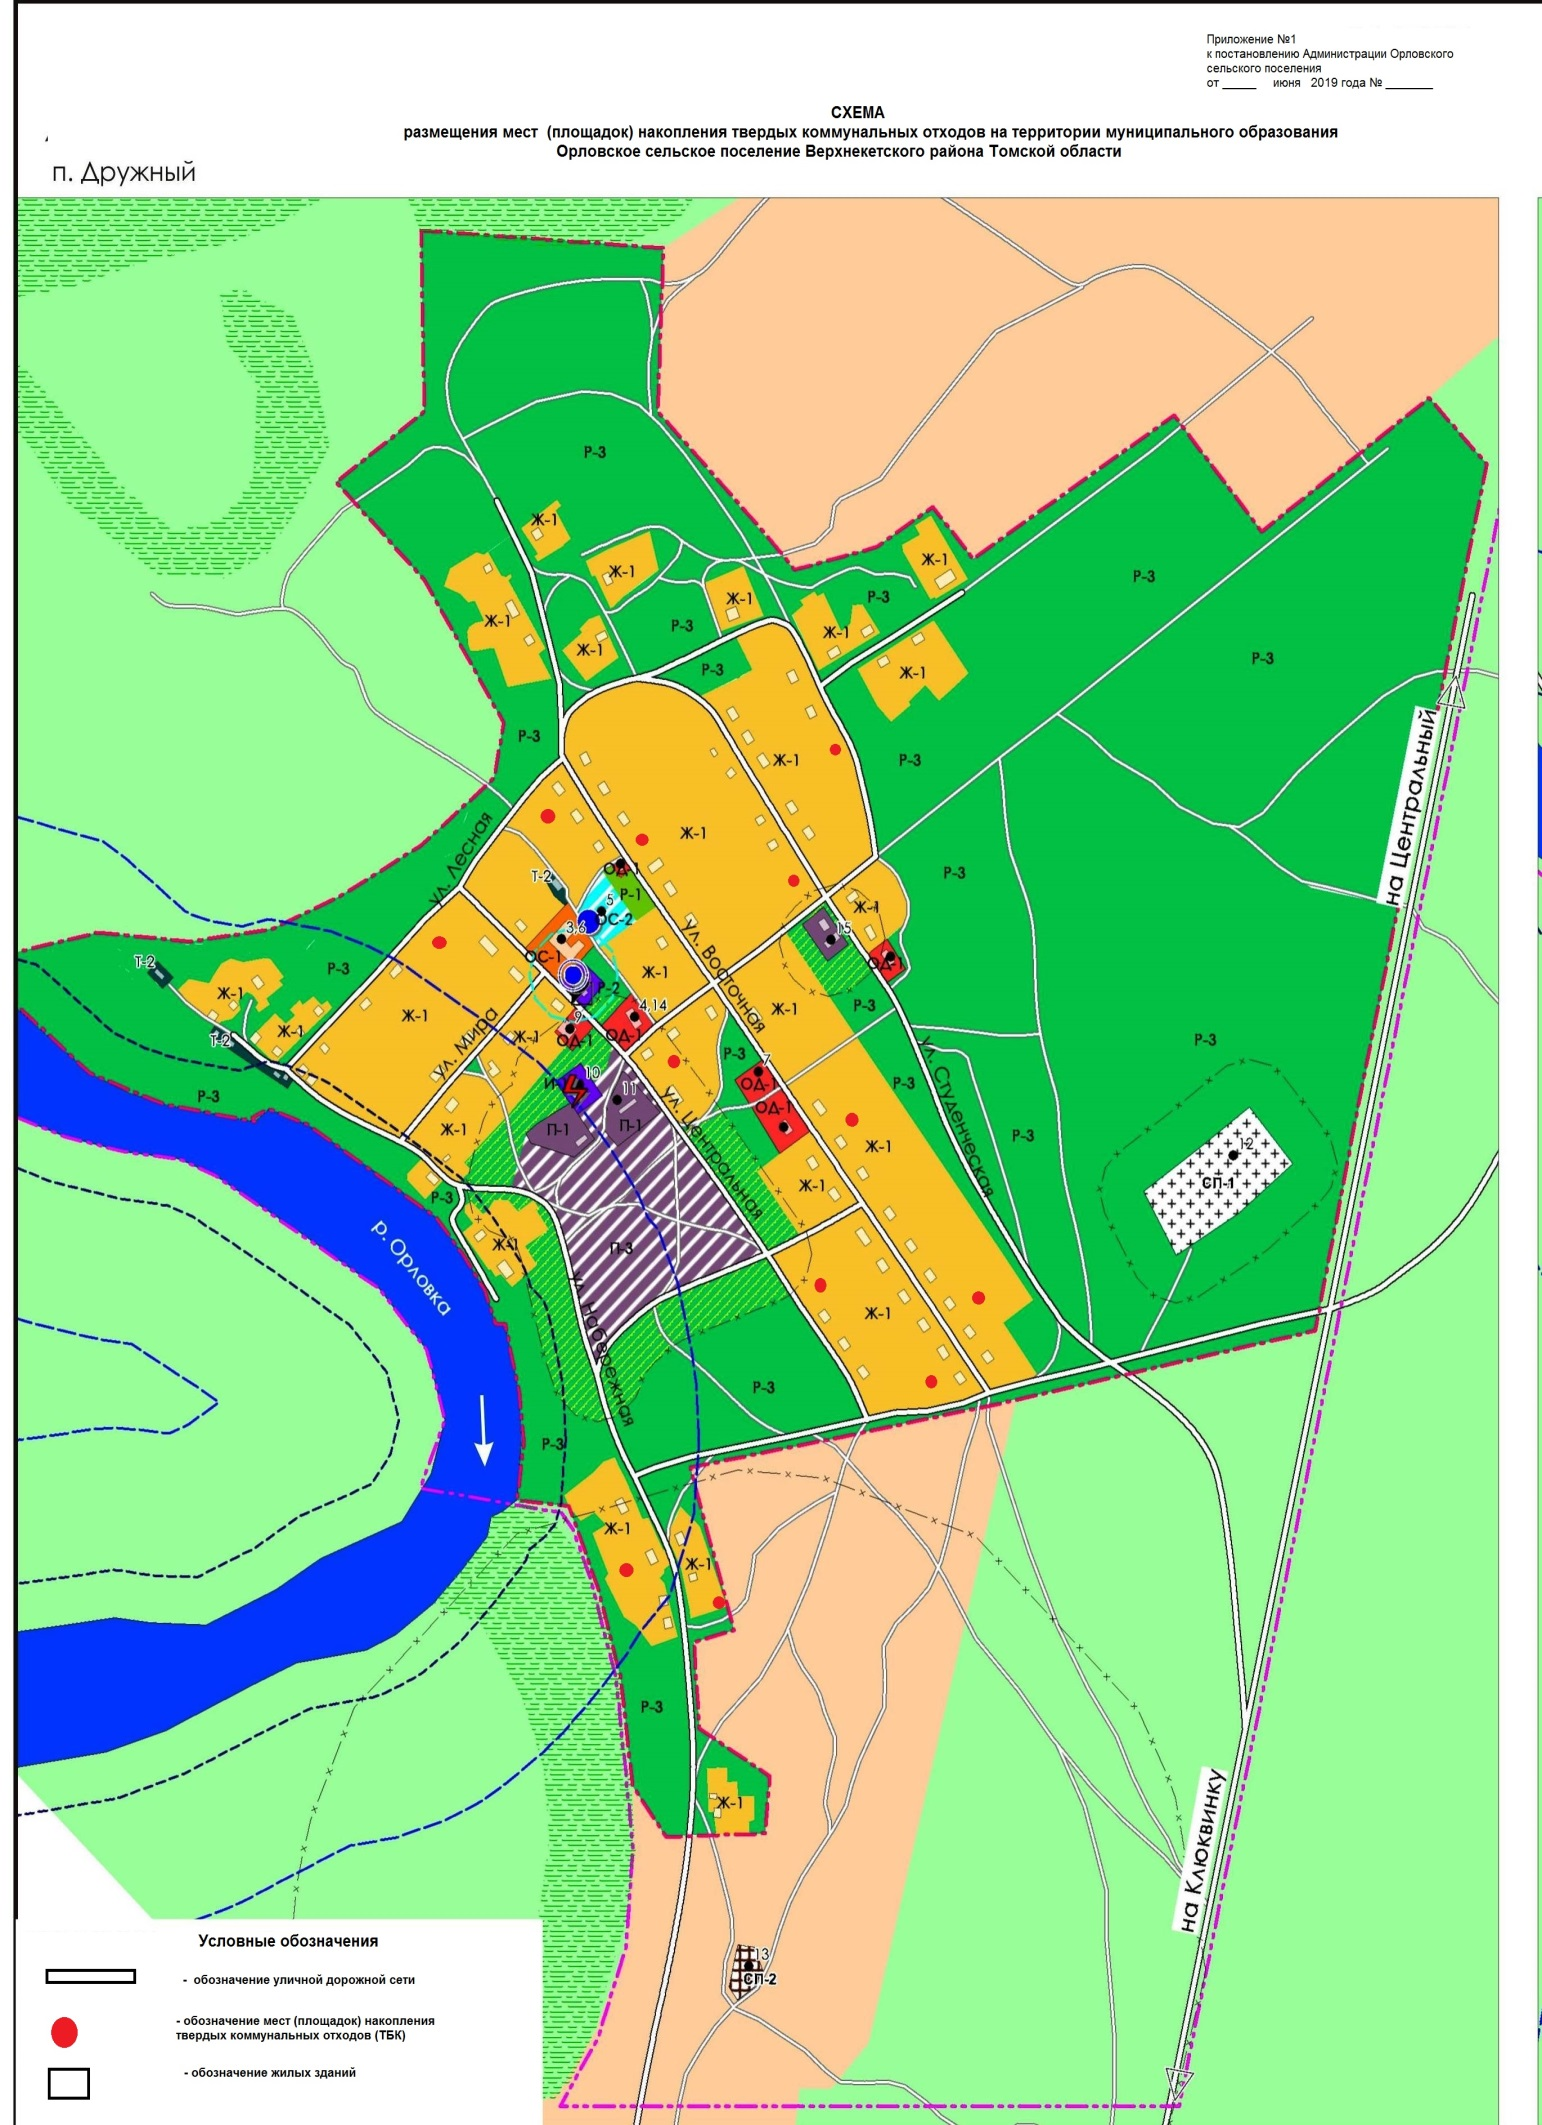 Приложение №1
к постановлению Администрации Орловского
сельского поселения
от _____ июня 2019 года № _______
СХЕМА
размещения мест (площадок) накопления твердых коммунальных отходов на территории муниципального образования
Орловское сельское поселение Верхнекетского района Томской области
п. Дружный
Р-3
Ж-1
Ж-1
Ж-1
Р-3
Ж-1
Р-3
Ж-1
Р-3
Ж-1
Ж-1
Ж-1
Р-3
Р-3
Ж-1
Р-3
Ж-1
Р-3
на Центральный
Ж-1
ул. Лесная
ОД-1
Р-3
Т-2
Р-1
5
Ж-1
ОС-2
3,6
15
ул. Восточная
ОС-1
Т-2
Р-3
Ж-1
ОД-1
Р-2
Ж-1
4,14
Р-3
Ж-1
9
Ж-1
ул. Мира
Ж-1
Ж-1
Т-2
ОД-1
ОД-1
Р-3
Р-3
7
10
И
11
ОД-1
Р-3
ул. Студенческая
Р-3
ОД-1
ул. Центральная
Ж-1
П-1
П-1
Р-3
Ж-1
12
СП-1
Ж-1
Р-3
р. Орловка
Ж-1
П-3
Ж-1
ул. Набережная
Р-3
Р-3
Ж-1
Ж-1
Р-3
Ж-1
на Клюквинку
13
СП-2
Условные обозначения
- обозначение уличной дорожной сети
- обозначение мест (площадок) накопления
твердых коммунальных отходов (ТБК)
- обозначение жилых зданий